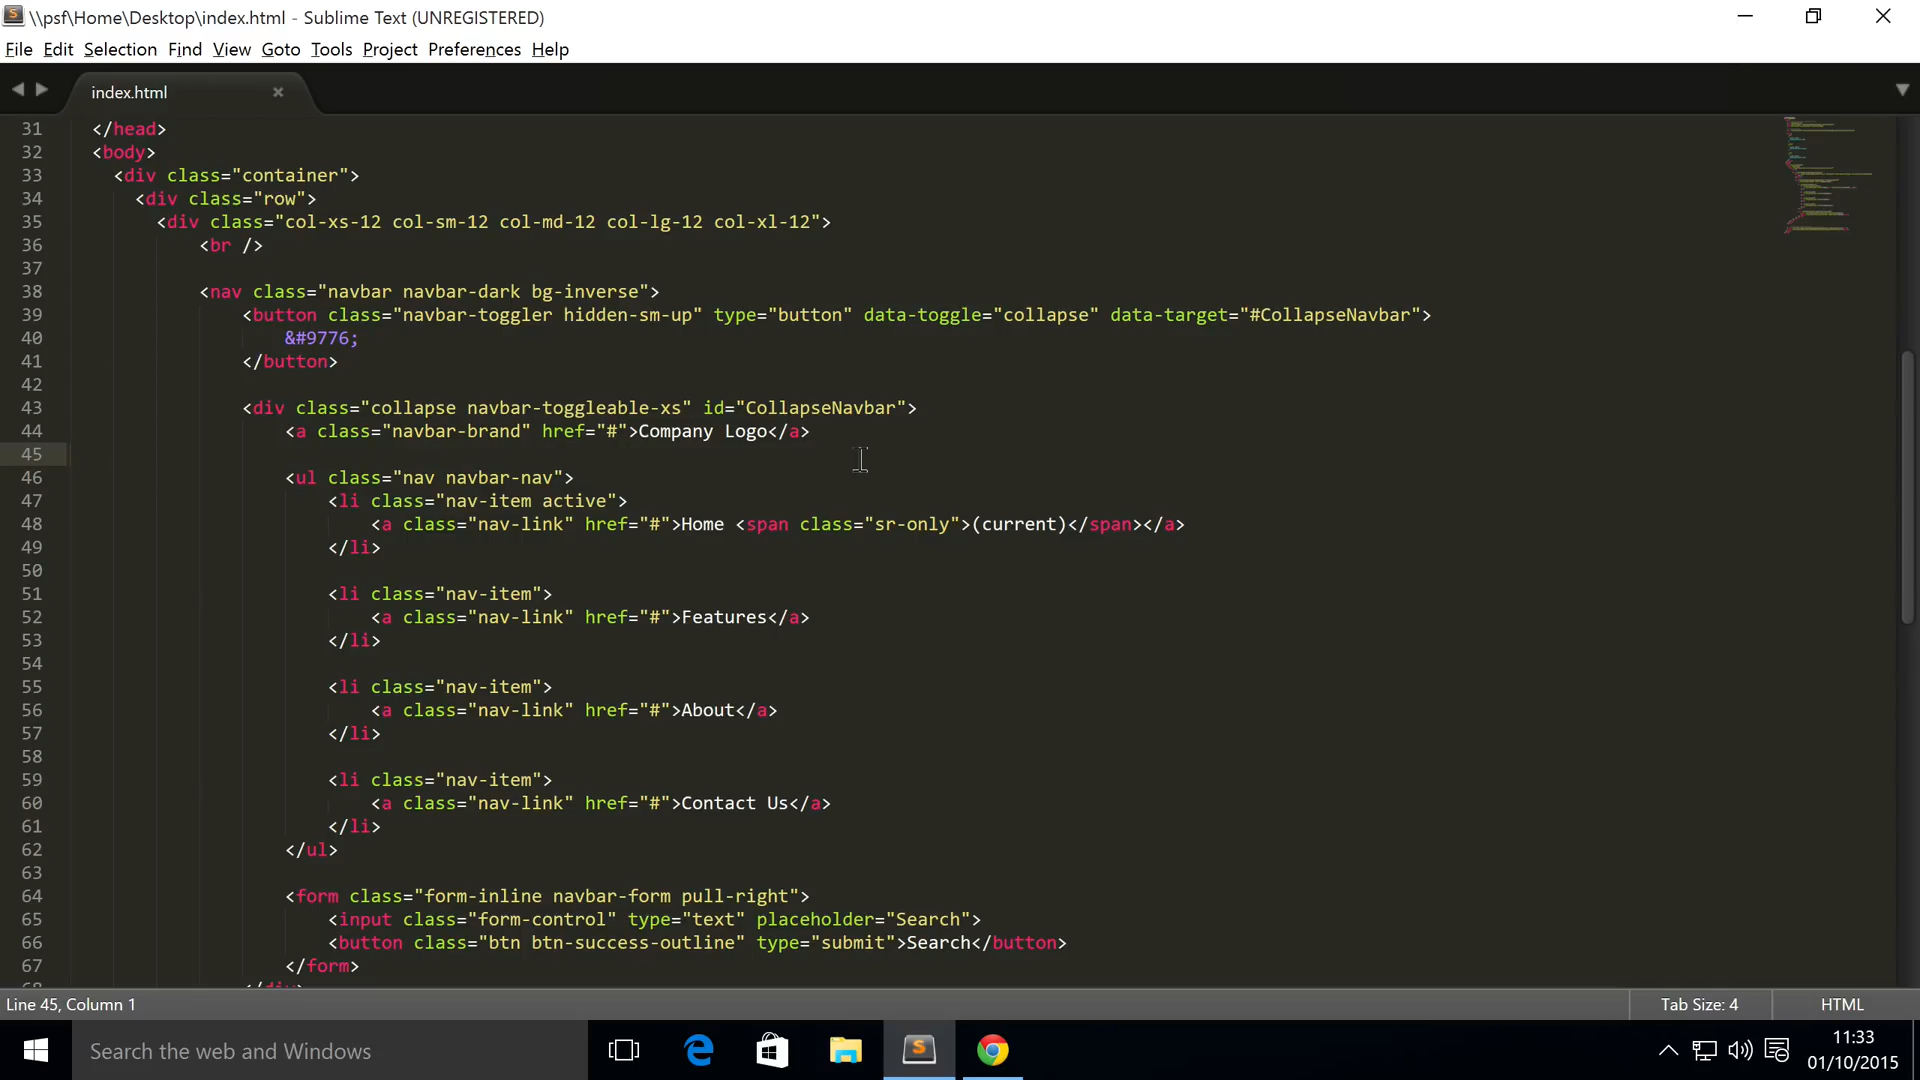 \\psf\Home\Desktop\index.html - Sublime Text (UNREGISTERED)
File Edit Selection Find View Goto Tools Project Preferences Help
index.html
31 </head>
32 <body>
33 <div class="container">
34 <div class="row">
35 <div class="col-xs-12 col-sm-12 col-md-12 col-lg-12 col-xl-12">
36 <br />
37
38 <nav class="navbar navbar-dark bg-inverse">
39 <button class="navbar-toggler hidden-sm-up" type="button" data-toggle="collapse" data-target="#CollapseNavbar">
40 &#9776;
41 </button>
42
43 <div class="collapse navbar-toggleable-xs" id="CollapseNavbar">
44 <a class="navbar-brand" href="#">Company Logo</a>
45
46 <ul class="nav navbar-nav">
47 <li class="nav-item active">
48 <a class="nav-link" href="#">Home <span class="sr-only">(current)</span></a>
49 </li>
50
51 <li class="nav-item">
52 <a class="nav-link" href="#">Features</a>
53 </li>
54
55 <li class="nav-item">
56 <a class="nav-link" href="#">About</a>
57 </li>
58
59 <li class="nav-item">
60 <a class="nav-link" href="#">Contact Us</a>
61 </li>
62 </ul>
63
64 <form class="form-inline navbar-form pull-right">
65 <input class="form-control" type="text" placeholder="Search">
66 <button class="btn btn-success-outline" type="submit">Search</button>
67 </form>
68 </div>
Line 45, Column 1 Tab Size: 4 HTML
Search the web and Windows
11:33
01/10/2015